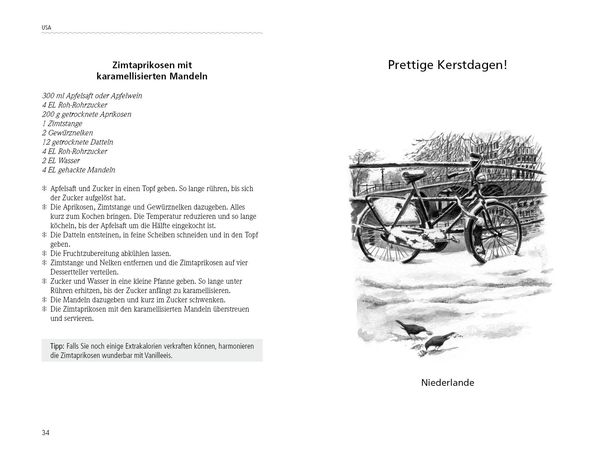 USA
Zimtaprikosen mit
karamellisierten Mandeln
300 ml Apfelsaft oder Apfelwein
4 EL Roh-Rohrzucker
200 g getrocknete Aprikosen
1 Zimtstange
2 Gewürznelken
12 getrocknete Datteln
4 EL Roh-Rohrzucker
2 EL Wasser
4 EL gehackte Mandeln
❄ Apfelsaft und Zucker in einen Topf geben. So lange rühren, bis sich
der Zucker aufgelöst hat.
❄ Die Aprikosen, Zimtstange und Gewürznelken dazugeben. Alles
kurz zum Kochen bringen. Die Temperatur reduzieren und so lange
köcheln, bis der Apfelsaft um die Hälfte eingekocht ist.
❄ Die Datteln entsteinen, in feine Scheiben schneiden und in den Topf
geben.
❄ Die Fruchtzubereitung abkühlen lassen.
❄ Zimtstange und Nelken entfernen und die Zimtaprikosen auf vier
Dessertteller verteilen.
❄ Zucker und Wasser in eine kleine Pfanne geben. So lange unter
Rühren erhitzen, bis der Zucker anfängt zu karamellisieren.
❄ Die Mandeln dazugeben und kurz im Zucker schwenken.
❄ Die Zimtaprikosen mit den karamellisierten Mandeln überstreuen
und servieren.
Tipp: Falls Sie noch einige Extrakalorien verkraften können, harmonieren
die Zimtaprikosen wunderbar mit Vanilleeis.
34
Prettige Kerstdagen!
Niederlande